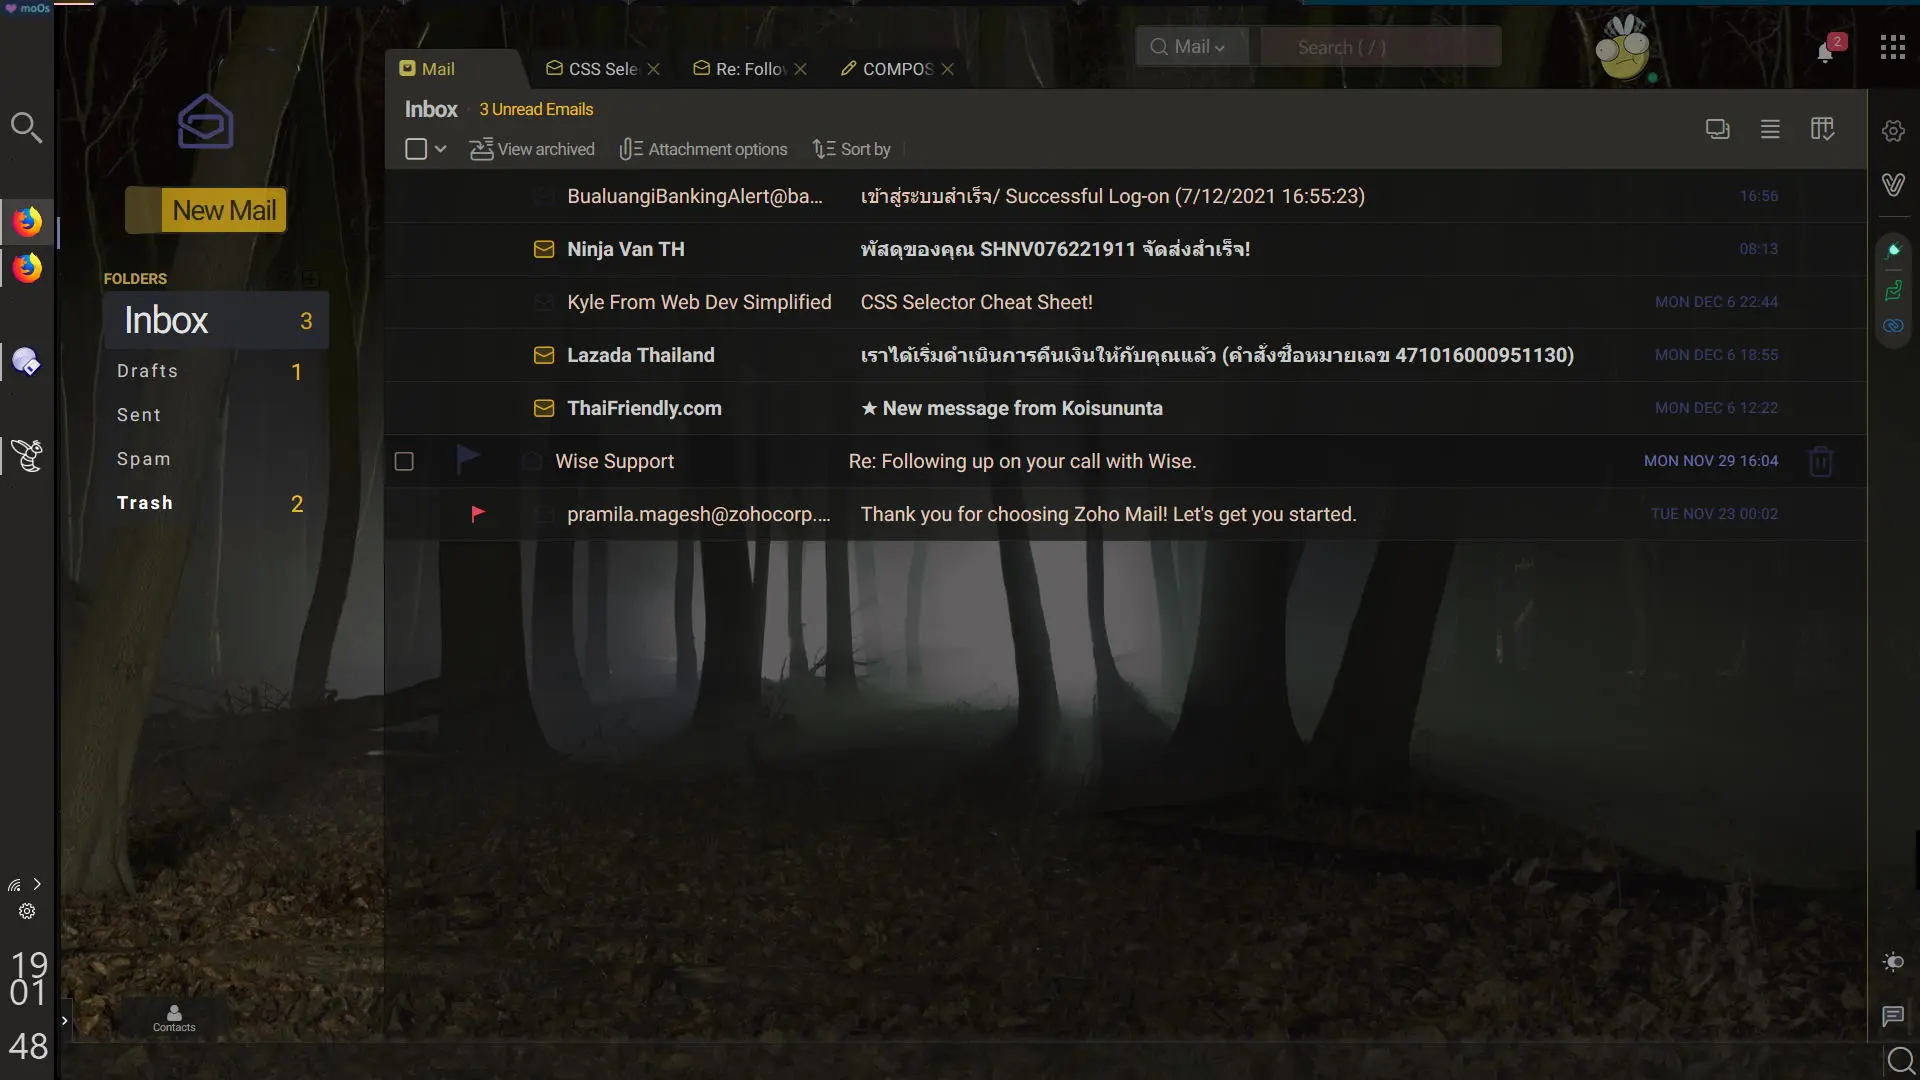 moOs
Mail
CSS Sele
Re: Follov
COMPOS
Mail
Search ( / )
2
Inbox
3 Unread Emails
View archived
Attachment options
Sort by
New Mail
FOLDERS
Inbox 3
Drafts 1
Sent
Spam
Trash 2
BualuangiBankingAlert@ba... เข้าสู่ระบบสำเร็จ/ Successful Log-on (7/12/2021 16:55:23) 16:56
Ninja Van TH พัสดุของคุณ SHNV076221911 จัดส่งสำเร็จ! 08:13
Kyle From Web Dev Simplified CSS Selector Cheat Sheet! MON DEC 6 22:44
Lazada Thailand เราได้เริ่มดำเนินการคืนเงินให้กับคุณแล้ว (คำสั่งซื้อหมายเลข 471016000951130) MON DEC 6 18:55
ThaiFriendly.com ★ New message from Koisununta MON DEC 6 12:22
Wise Support Re: Following up on your call with Wise. MON NOV 29 16:04
pramila.magesh@zohocorp.... Thank you for choosing Zoho Mail! Let's get you started. TUE NOV 23 00:02
19
01
48
Contacts